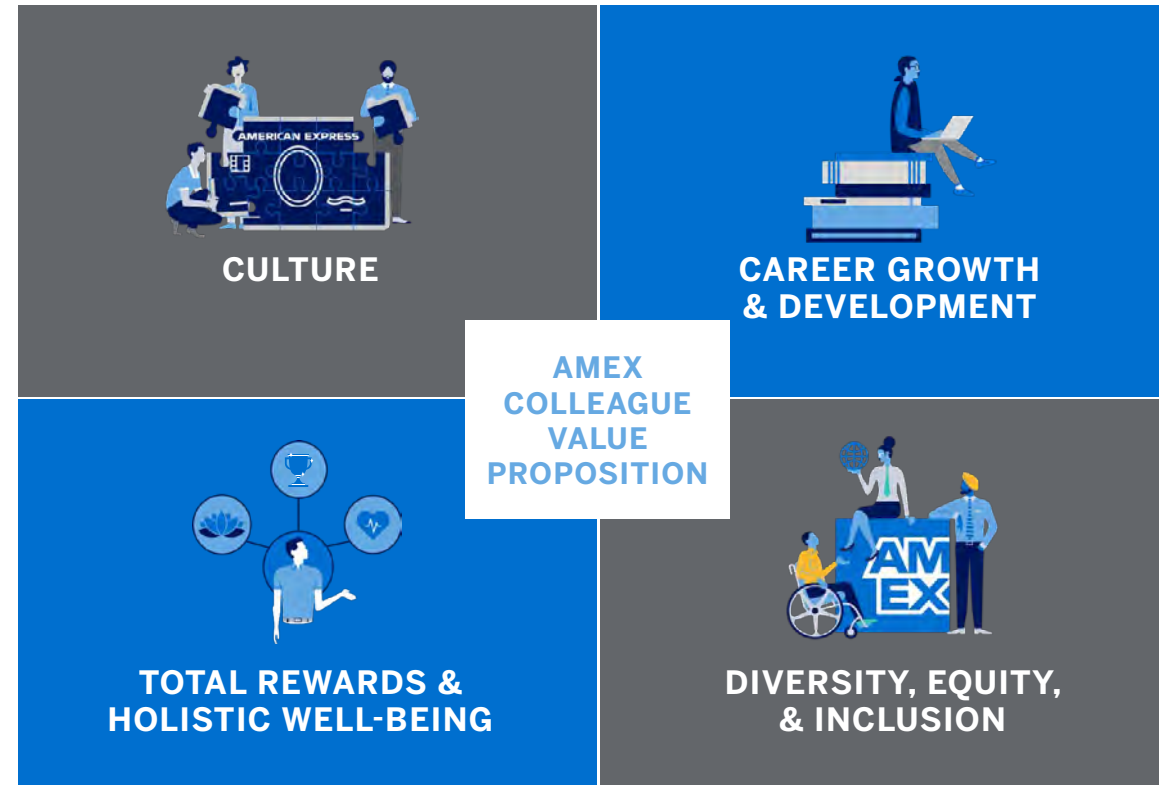 AMERICAN EXPRESS
CULTURE
CAREER GROWTH
& DEVELOPMENT
AMEX
COLLEAGUE
VALUE
PROPOSITION
TOTAL REWARDS &
HOLISTIC WELL-BEING
AM
EX
DIVERSITY, EQUITY,
& INCLUSION